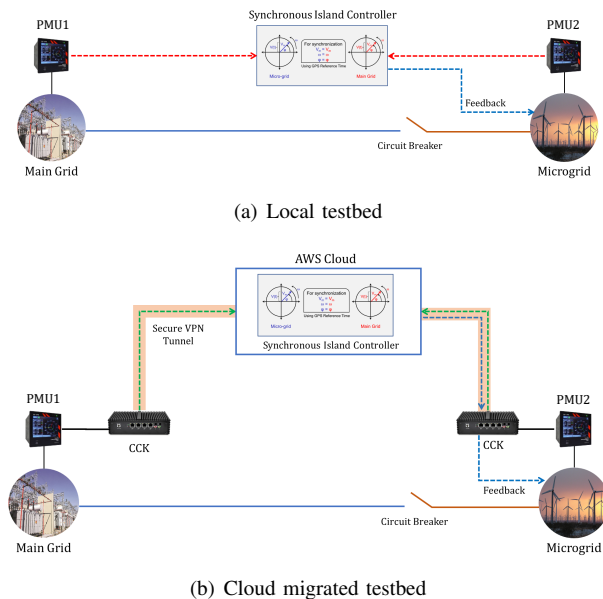 Synchronous Island Controller
PMU1
PMU2
For synchronization
Using GPS Reference Time
Micro-grid
Main Grid
Feedback
Circuit Breaker
Main Grid
Microgrid
(a) Local testbed
AWS Cloud
For synchronization
Using GPS Reference Time
Micro-grid
Main Grid
Synchronous Island Controller
Secure VPN
Tunnel
PMU1
PMU2
CCK
CCK
Feedback
Circuit Breaker
Main Grid
Microgrid
(b) Cloud migrated testbed